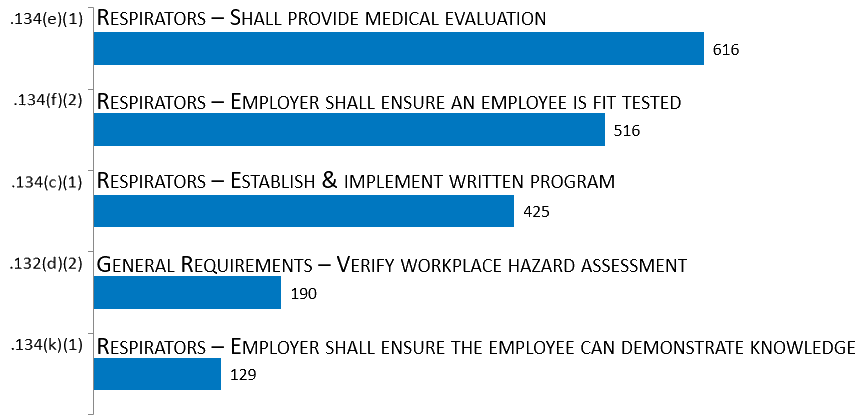 .134(e)(1) Respirators – Shall provide medical evaluation
616
.134(f)(2) Respirators – Employer shall ensure an employee is fit tested
516
.134(c)(1) Respirators – Establish & implement written program
425
.132(d)(2) General Requirements – Verify workplace hazard assessment
190
.134(k)(1) Respirators – Employer shall ensure the employee can demonstrate knowledge
129